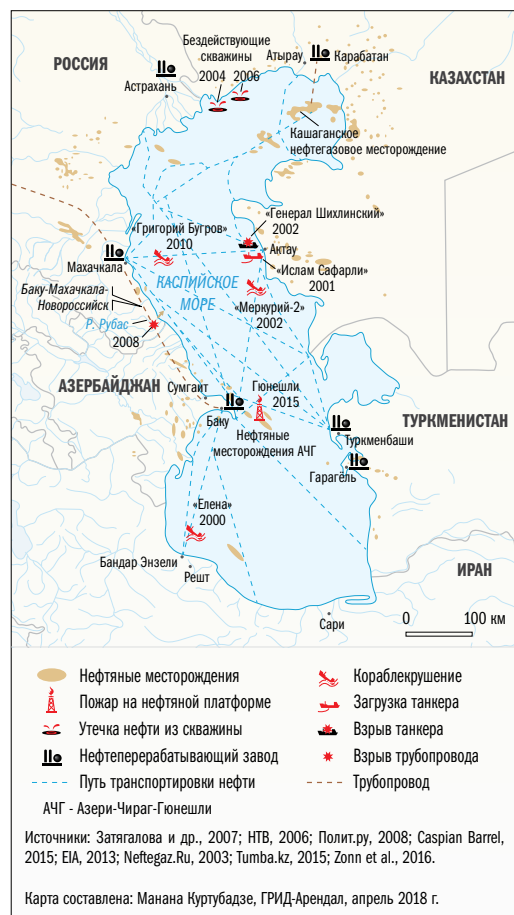 РОССИЯ
Бездействующие
скважины
2004 2006
Атырау
Карабатан
КАЗАХСТАН
Астрахань
Кашаганское
нефтегазовое месторождение
«Генерал Шихлинский»
2002
«Григорий Бугров»
2010
Актау
Махачкала
«Ислам Сафарли»
2001
КАСПИЙСКОЕ
МОРЕ
Баку-Махачкала-
Новороссийск
«Меркурий-2»
2002
Р. Рубас
2008
АЗЕРБАЙДЖАН
Сумгаит
Гюнешли
2015
ТУРКМЕНИСТАН
Баку
Нефтяные
месторождения АЧГ
Туркменбаши
Гарагёль
«Елена»
2000
Бандар Энзели
Решт
ИРАН
Сари
0 100 км
Нефтяные месторождения
Кораблекрушение
Пожар на нефтяной платформе
Загрузка танкера
Утечка нефти из скважины
Взрыв танкера
Нефтеперерабатывающий завод
Взрыв трубопровода
Путь транспортировки нефти
Трубопровод
АЧГ - Азери-Чираг-Гюнешли
Источники: Затягалова и др., 2007; НТВ, 2006; Полит.ру, 2008; Caspian Barrel,
2015; EIA, 2013; Neftegaz.Ru, 2003; Tumba.kz, 2015; Zonn et al., 2016.
Карта составлена: Манана Куртубадзе, ГРИД-Арендал, апрель 2018 г.